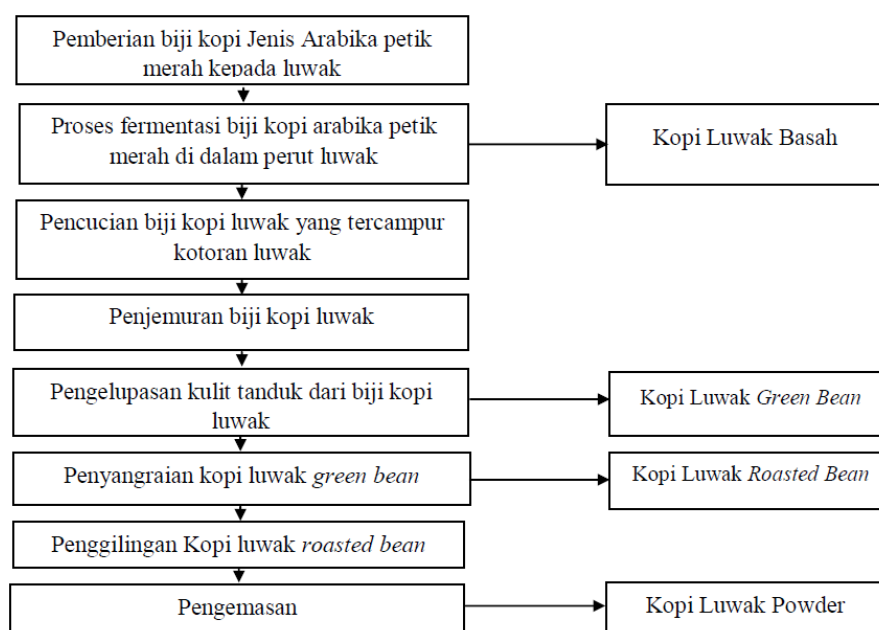 Pemberian biji kopi Jenis Arabika petik
merah kepada luwak
Proses fermentasi biji kopi arabika petik
merah di dalam perut luwak
Kopi Luwak Basah
Pencucian biji kopi luwak yang tercampur
kotoran luwak
Penjemuran biji kopi luwak
Pengelupasan kulit tanduk dari biji kopi
luwak
Kopi Luwak Green Bean
Penyangraian kopi luwak green bean
Kopi Luwak Roasted Bean
Penggilingan Kopi luwak roasted bean
Pengemasan
Kopi Luwak Powder